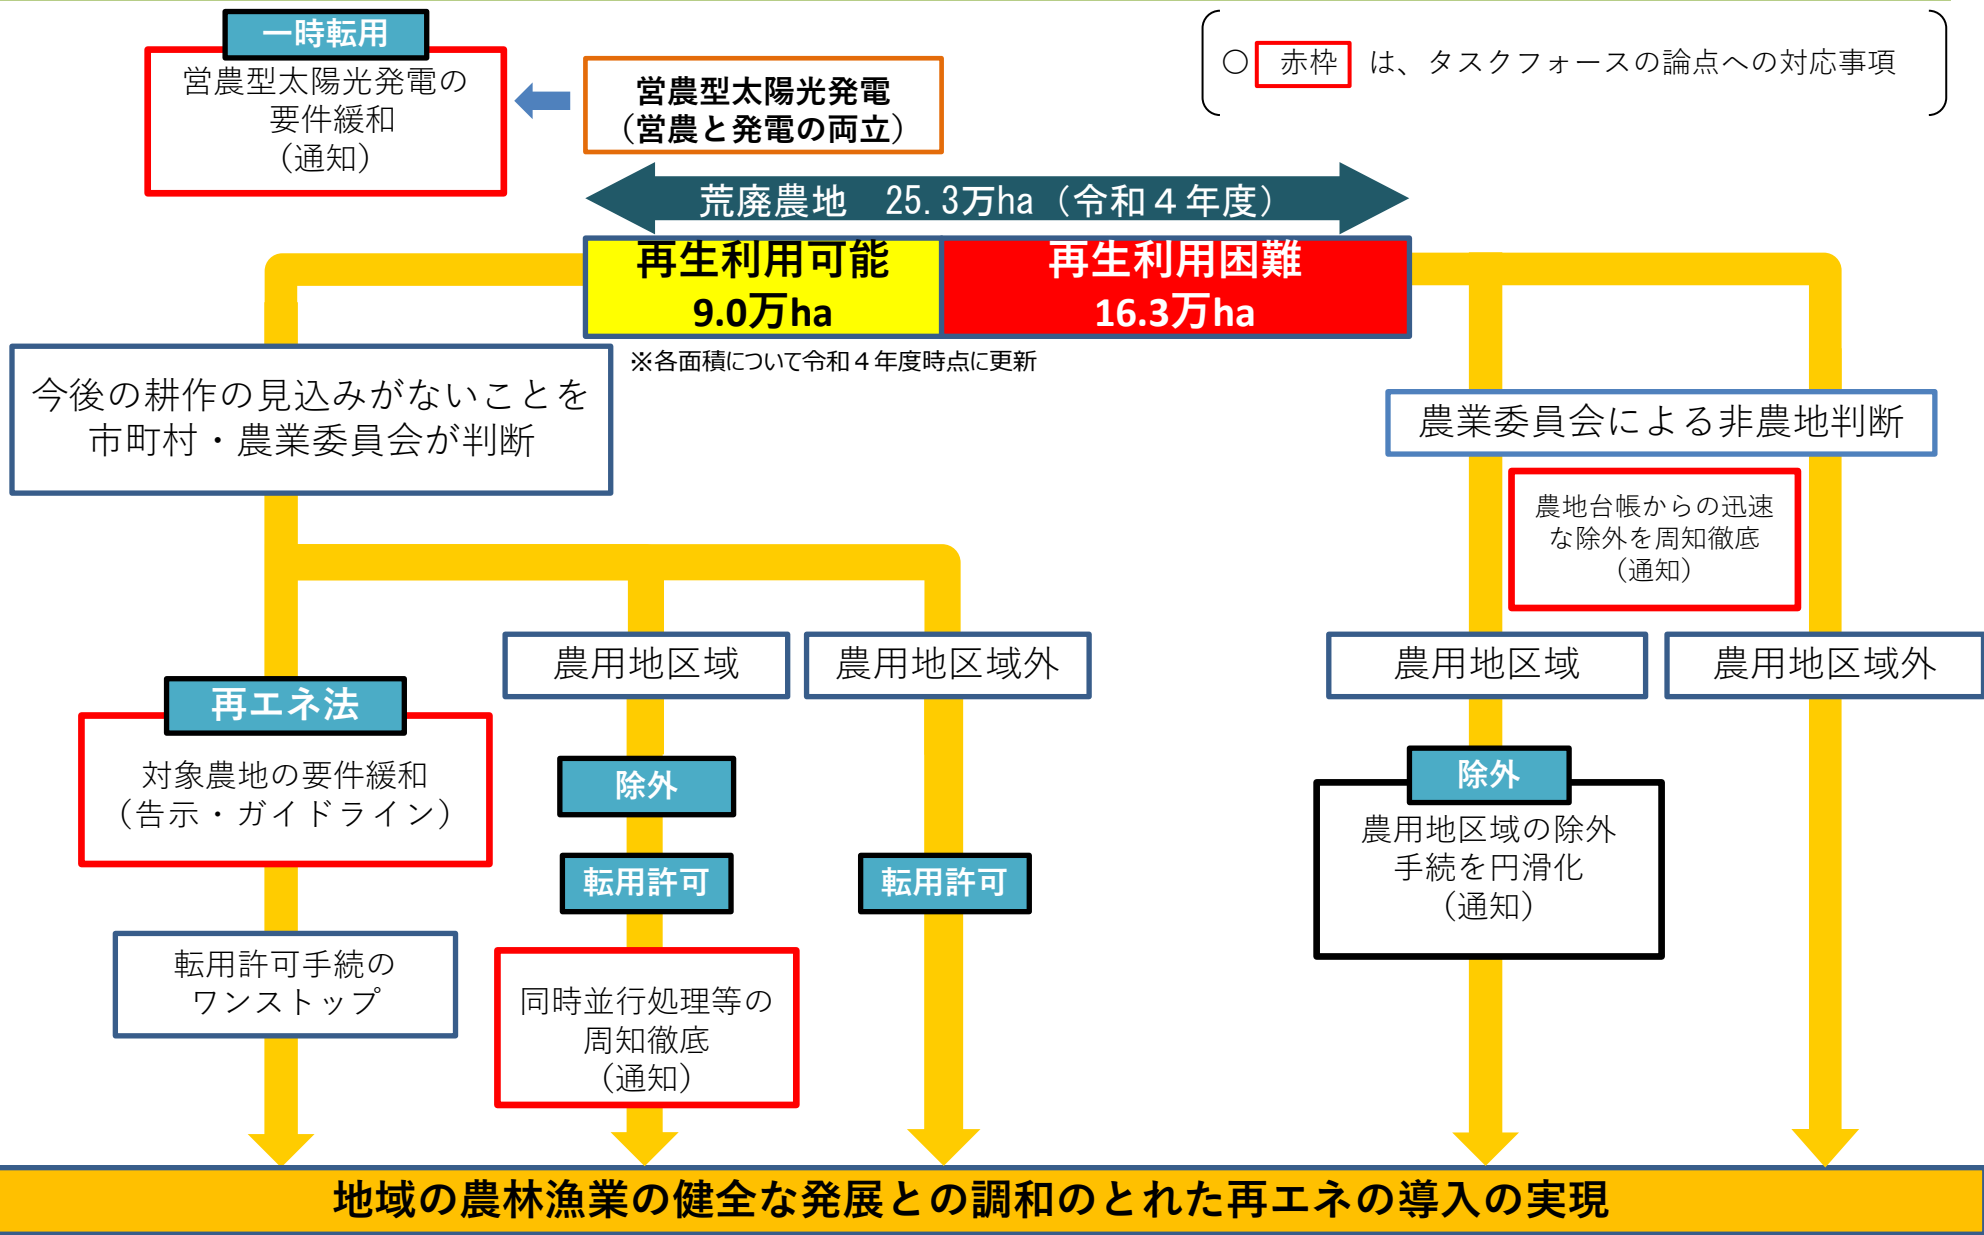 一時転用
営農型太陽光発電の
要件緩和
（通知）
営農型太陽光発電
（営農と発電の両立）
○ 赤枠 は、タスクフォースの論点への対応事項
荒廃農地　25.3万ha（令和４年度）
再生利用可能
9.0万ha
再生利用困難
16.3万ha
※各面積について令和４年度時点に更新
今後の耕作の見込みがないことを
市町村・農業委員会が判断
農業委員会による非農地判断
農地台帳からの迅速
な除外を周知徹底
（通知）
農用地区域
農用地区域外
農用地区域
農用地区域外
再エネ法
対象農地の要件緩和
（告示・ガイドライン）
除外
転用許可
転用許可
除外
農用地区域の除外
手続を円滑化
（通知）
転用許可手続の
ワンストップ
同時並行処理等の
周知徹底
（通知）
地域の農林漁業の健全な発展との調和のとれた再エネの導入の実現